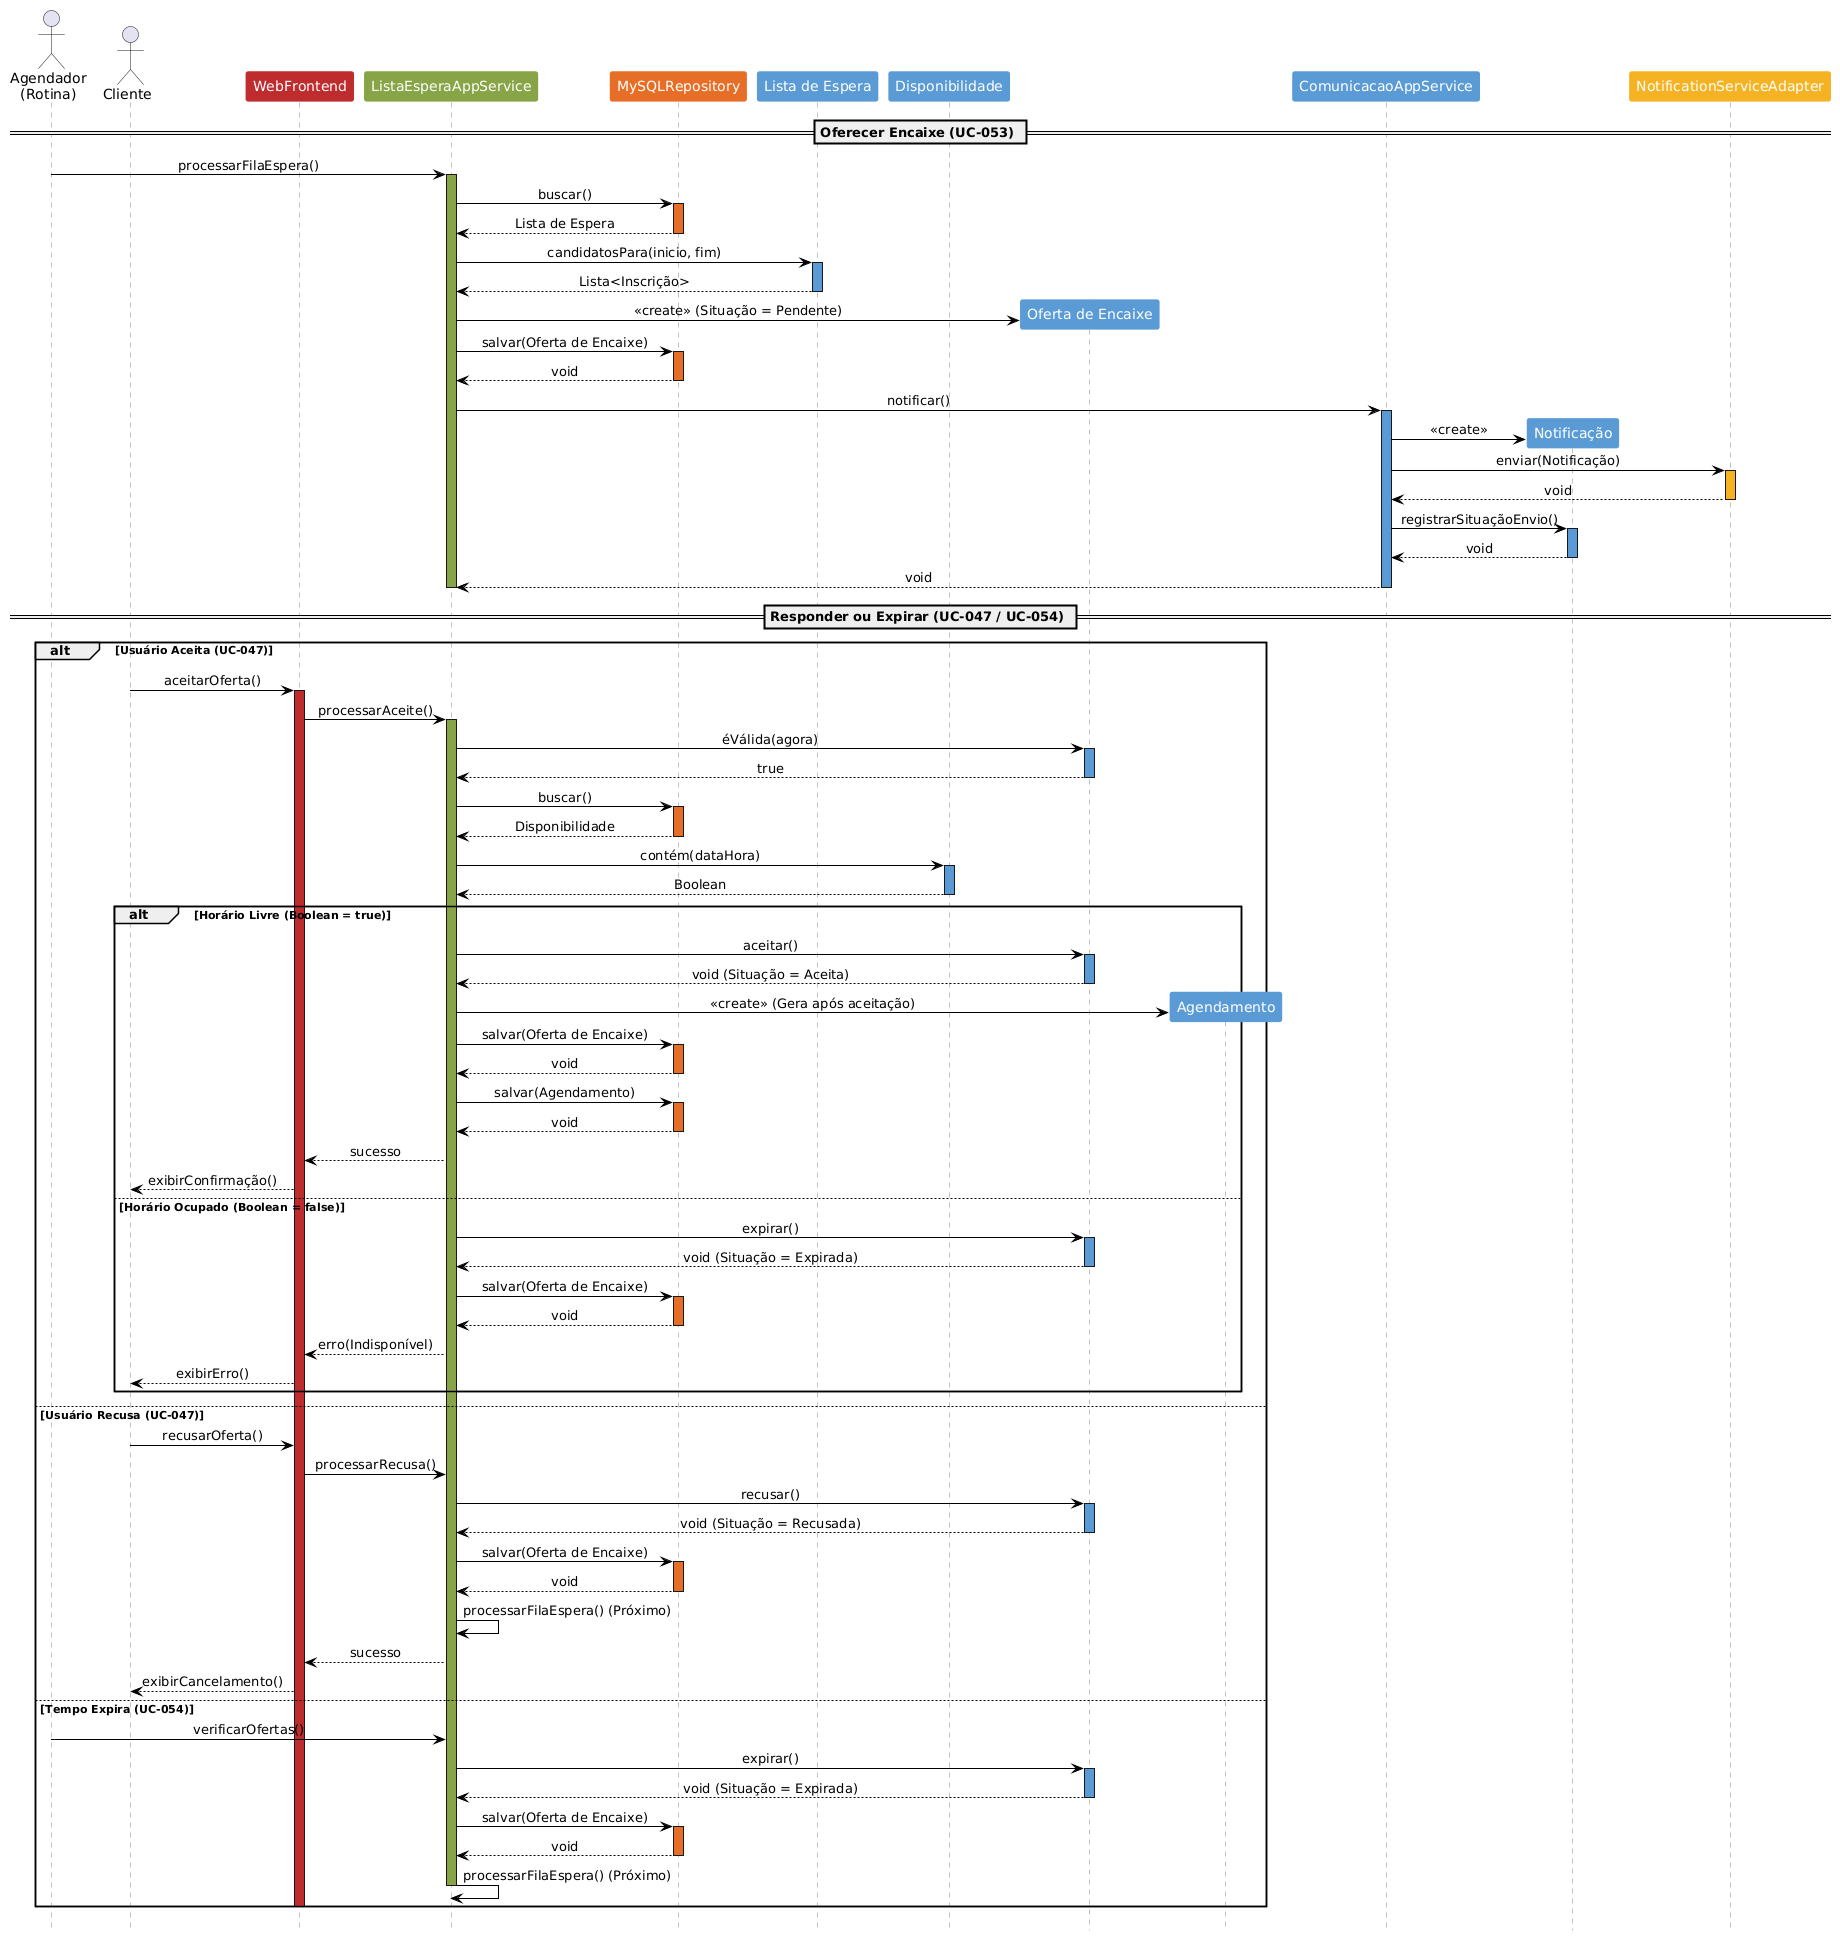 Agendador
(Rotina)
Cliente
WebFrontend
ListaEsperaAppService
MySQLRepository
Lista de Espera
Disponibilidade
ComunicacaoAppService
NotificationServiceAdapter
Oferecer Encaixe (UC-053)
processarFilaEspera()
buscar()
Lista de Espera
candidatosPara(inicio, fim)
Lista<Inscrição>
«create» (Situação = Pendente)
Oferta de Encaixe
salvar(Oferta de Encaixe)
void
notificar()
«create»
Notificação
enviar(Notificação)
void
registrarSituaçãoEnvio()
void
void
Responder ou Expirar (UC-047 / UC-054)
alt [Usuário Aceita (UC-047)]
aceitarOferta()
processarAceite()
éVálida(agora)
true
buscar()
Disponibilidade
contém(dataHora)
Boolean
alt [Horário Livre (Boolean = true)]
aceitar()
void (Situação = Aceita)
«create» (Gera após aceitação)
Agendamento
salvar(Oferta de Encaixe)
void
salvar(Agendamento)
void
sucesso
exibirConfirmação()
[Horário Ocupado (Boolean = false)]
expirar()
void (Situação = Expirada)
salvar(Oferta de Encaixe)
void
erro(Indisponível)
exibirErro()
[Usuário Recusa (UC-047)]
recusarOferta()
processarRecusa()
recusar()
void (Situação = Recusada)
salvar(Oferta de Encaixe)
void
processarFilaEspera() (Próximo)
sucesso
exibirCancelamento()
[Tempo Expira (UC-054)]
verificarOfertas()
expirar()
void (Situação = Expirada)
salvar(Oferta de Encaixe)
void
processarFilaEspera() (Próximo)